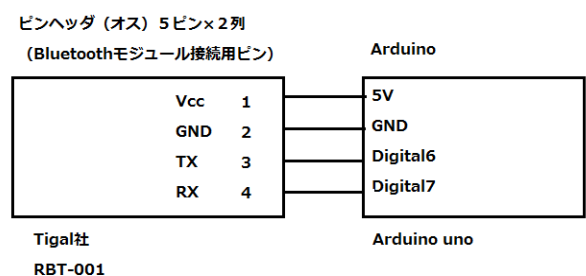 ピンヘッダ（オス）５ピン×２列
（Bluetoothモジュール接続用ピン）
Arduino
Vcc 1 5V
GND 2 GND
TX 3 Digital6
RX 4 Digital7
Tigal社 Arduino uno
RBT-001